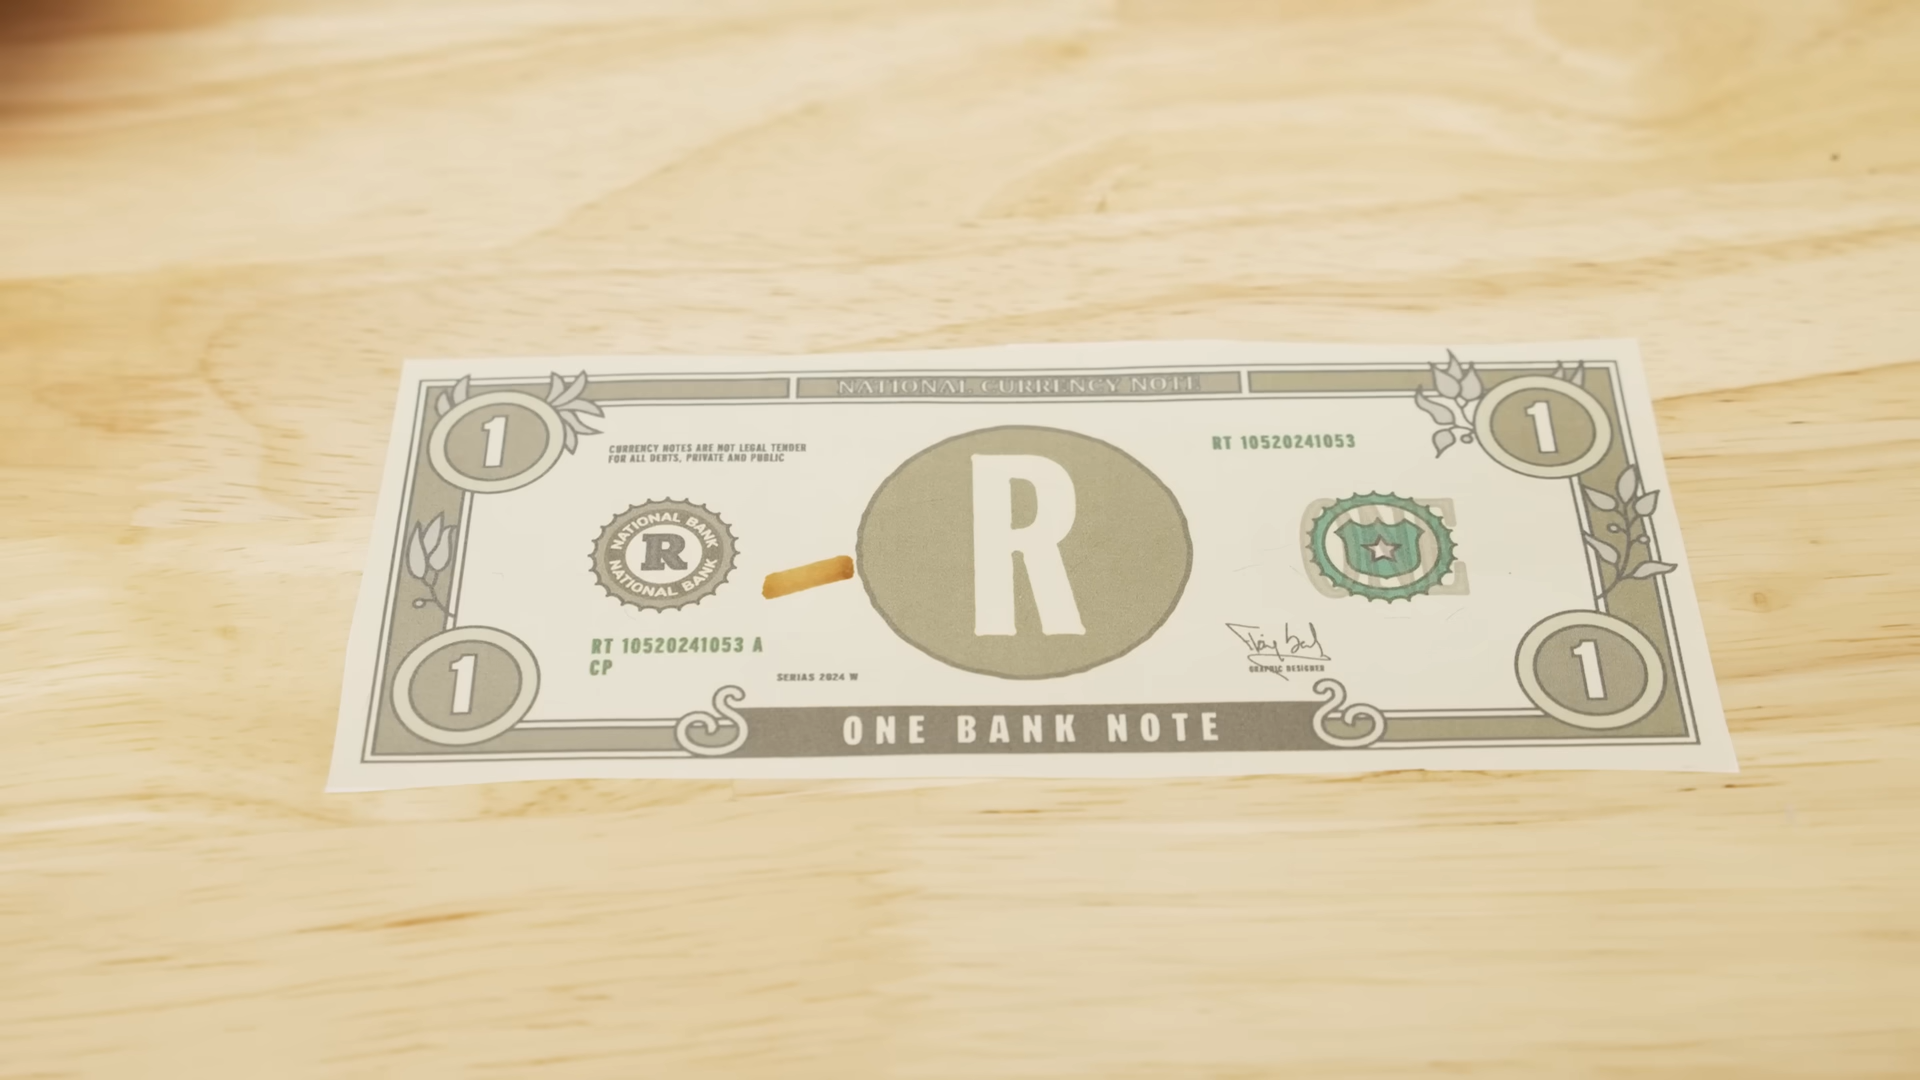 NATIONAL CURRENCY NOTE
1
1
CURRENCY NOTES ARE NOT LEGAL TENDER
FOR ALL DEBTS, PRIVATE AND PUBLIC
RT 10520241053
R
NATIONAL BANK
R
NATIONAL BANK
ONE
RT 10520241053 A
CP
SERIAS 2024 W
GRAPHIC DESIGNER
1
1
ONE BANK NOTE